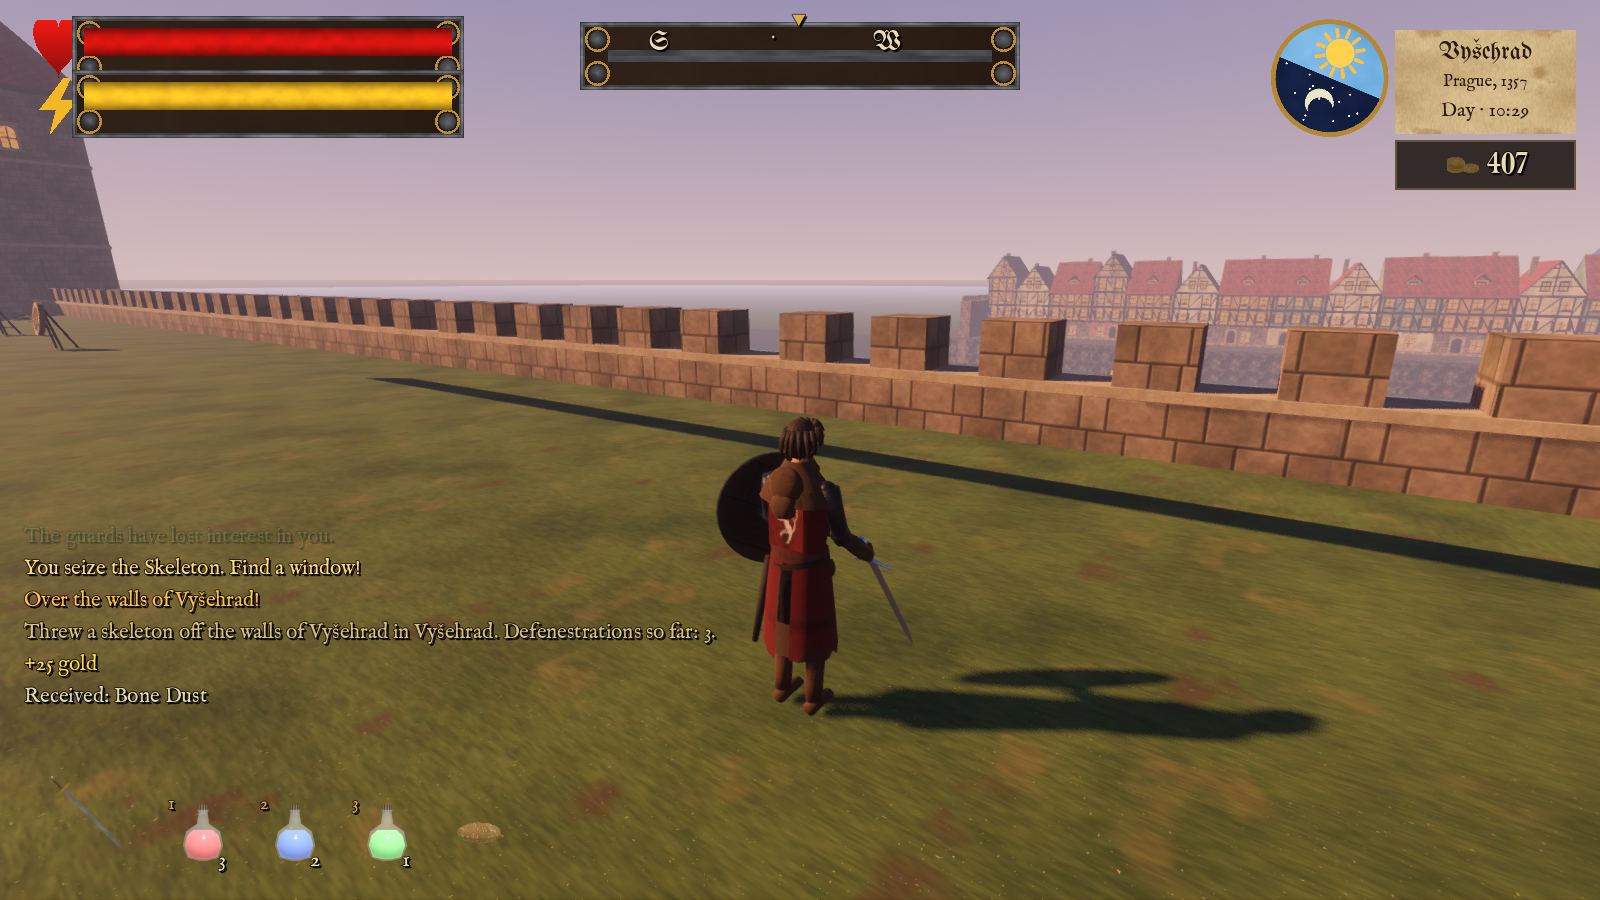 S · W
Vyšehrad
Prague, 1357
Day · 10:29
407
The guards have lost interest in you.
You seize the Skeleton. Find a window!
Over the walls of Vyšehrad!
Threw a skeleton off the walls of Vyšehrad in Vyšehrad. Defenestrations so far: 3.
+25 gold
Received: Bone Dust
1 2 3
3 2 1